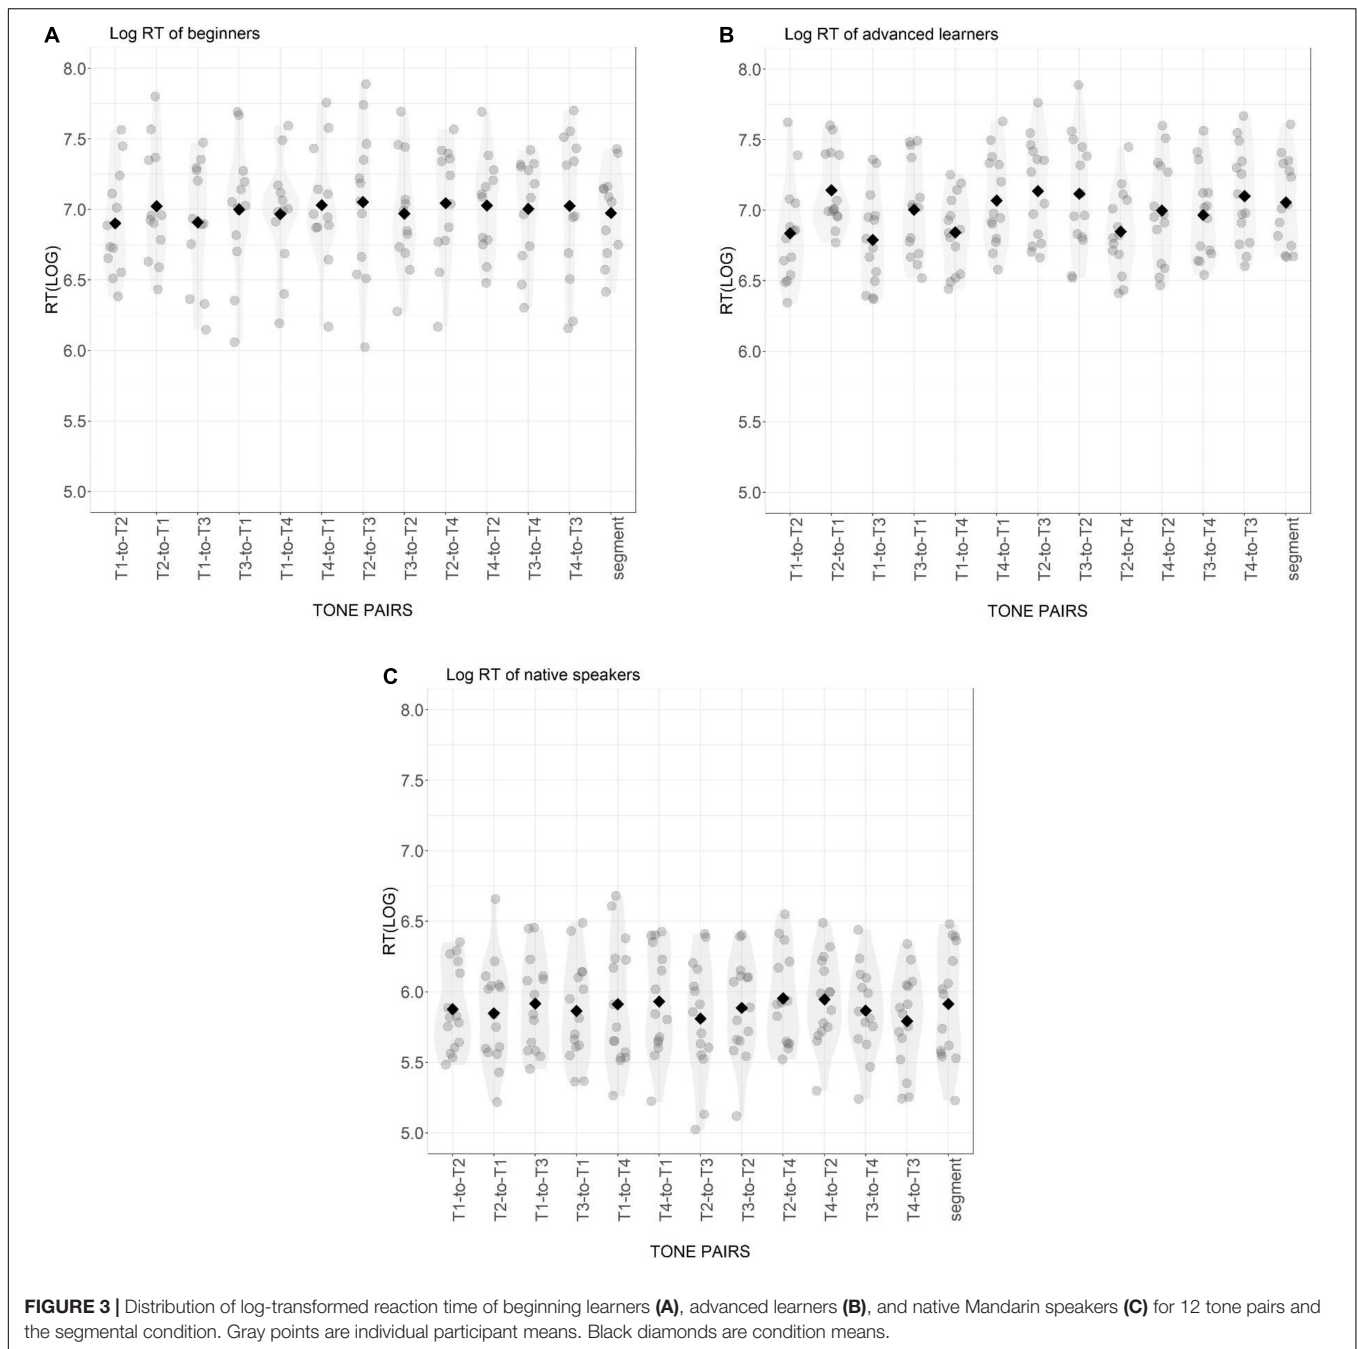 A Log RT of beginners
8.0
7.5
7.0
6.5
6.0
5.5
5.0
RT(LOG)
T1-to-T2
T2-to-T1
T1-to-T3
T3-to-T1
T1-to-T4
T4-to-T1
T2-to-T3
T3-to-T2
T2-to-T4
T4-to-T2
T3-to-T4
T4-to-T3
segment
TONE PAIRS
B Log RT of advanced learners
8.0
7.5
7.0
6.5
6.0
5.5
5.0
RT(LOG)
T1-to-T2
T2-to-T1
T1-to-T3
T3-to-T1
T1-to-T4
T4-to-T1
T2-to-T3
T3-to-T2
T2-to-T4
T4-to-T2
T3-to-T4
T4-to-T3
segment
TONE PAIRS
C Log RT of native speakers
8.0
7.5
7.0
6.5
6.0
5.5
5.0
RT(LOG)
T1-to-T2
T2-to-T1
T1-to-T3
T3-to-T1
T1-to-T4
T4-to-T1
T2-to-T3
T3-to-T2
T2-to-T4
T4-to-T2
T3-to-T4
T4-to-T3
segment
TONE PAIRS
FIGURE 3 | Distribution of log-transformed reaction time of beginning learners (A), advanced learners (B), and native Mandarin speakers (C) for 12 tone pairs and
the segmental condition. Gray points are individual participant means. Black diamonds are condition means.